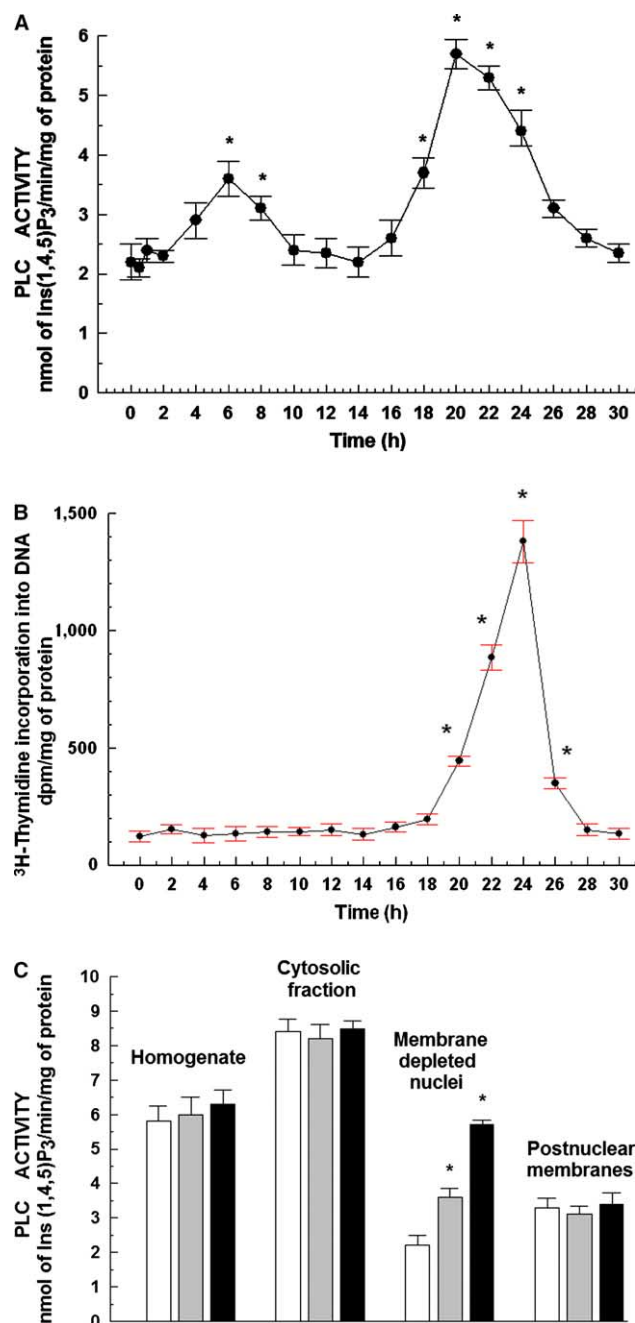 A
PLC ACTIVITY
nmol of Ins(1,4,5)P3/min/mg of protein
6
5
4
3
2
1
0
* * * * * *
0 2 4 6 8 10 12 14 16 18 20 22 24 26 28 30
Time (h)
B
³H-Thymidine incorporation into DNA
dpm/mg of protein
1,500
1,000
500
0
* * * *
0 2 4 6 8 10 12 14 16 18 20 22 24 26 28 30
Time (h)
C
PLC ACTIVITY
nmol of Ins (1,4,5)P3/min/mg of protein
10
9
8
7
6
5
4
3
2
1
0
Homogenate
Cytosolic
fraction
Membrane
depleted
nuclei
* *
Postnuclear
membranes